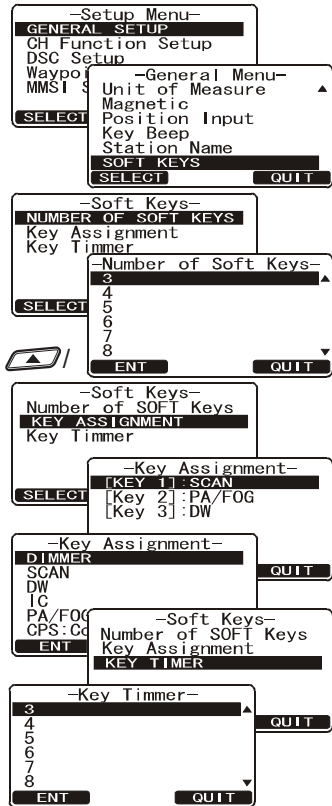 –Setup Menu–
GENERAL SETUP
CH Function Setup
DSC Setup
MMSI
SELECT
–General Menu–
Unit of Measure
Magnetic
Position Input
Key Beep
Station Name
SOFT KEYS
SELECT QUIT
–Soft Keys–
NUMBER OF SOFT KEYS
Key Assignment
Key Timmer
SELECT
–Number of Soft Keys–
3
4
5
6
7
8
ENT QUIT
/
–Soft Keys–
Number of SOFT Keys
KEY ASSIGNMENT
Key Timmer
SELECT
–Key Assignment–
[KEY 1]:SCAN
[Key 2]:PA/FOG
[Key 3]:DW
QUIT
–Key Assignment–
DIMMER
SCAN
DW
IC
PA/FOG
ENT
–Soft Keys–
Number of SOFT Keys
Key Assignment
KEY TIMER
QUIT
–Key Timmer–
3
4
5
6
7
8
ENT QUIT